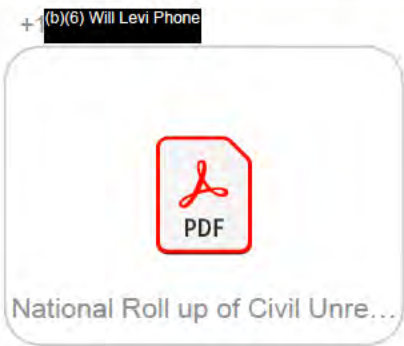 +1(b)(6) Will Levi Phone
PDF
National Roll up of Civil Unre...